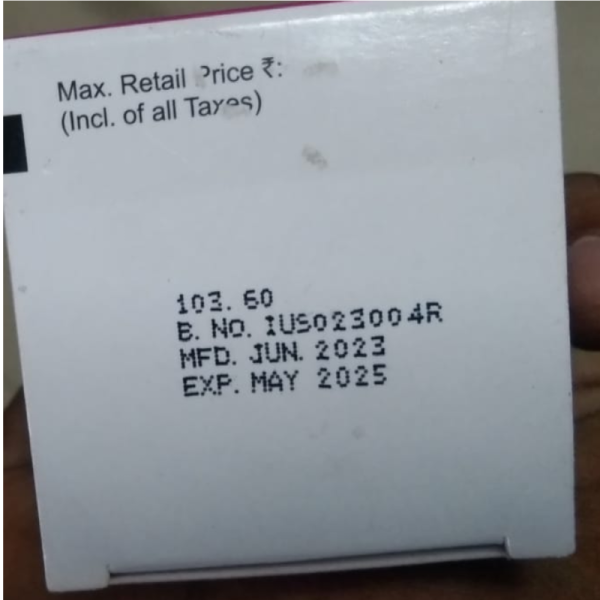 Max. Retail Price ₹:
(Incl. of all Taxes)
103.60
B. NO. IUS023004R
MFD. JUN. 2023
EXP. MAY 2025